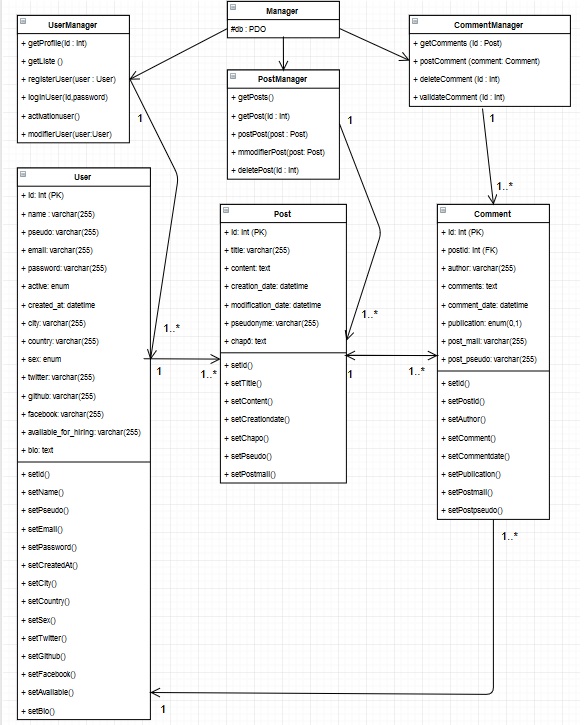 Manager
#db : PDO
UserManager
+ getProfile(id : int)
+ getListe ()
+ registerUser(user : User)
+ loginUser(id,password)
+ activationuser()
+ modifierUser(user:User)
CommentManager
+ getComments (id : Post)
+ postComment (comment: Comment)
+ deleteComment (id : int)
+ validateComment (id : int)
PostManager
+ getPosts()
+ getPost(id : int)
+ postPost(post : Post)
+ mmodifierPost(post: Post)
+ deletePost(id : int)
1
1
1
1..*
User
+ id: int (PK)
+ name : varchar(255)
+ pseudo: varchar(255)
+ email: varchar(255)
+ password: varchar(255)
+ active: enum
+ created_at: datetime
+ city: varchar(255)
+ country: varchar(255)
+ sex: enum
+ twitter: varchar(255)
+ github: varchar(255)
+ facebook: varchar(255)
+ available_for_hiring: varchar(255)
+ bio: text
+ setId()
+ setName()
+ setPseudo()
+ setEmail()
+ setPassword()
+ setCreatedAt()
+ setCity()
+ setCountry()
+ setSex()
+ setTwitter()
+ setGithub()
+ setFacebook()
+ setAvailable()
+ setBio()
1..*
1
1..*
Post
+ id: int (PK)
+ title: varchar(255)
+ content: text
+ creation_date: datetime
+ modification_date: datetime
+ pseudonyme: varchar(255)
+ chapô: text
+ setId()
+ setTitle()
+ setContent()
+ setCreationdate()
+ setChapo()
+ setPseudo()
+ setPostmail()
1..*
1
1..*
Comment
+ id: int (PK)
+ postid: int (FK)
+ author: varchar(255)
+ comments: text
+ comment_date: datetime
+ publication: enum(0,1)
+ post_mail: varchar(255)
+ post_pseudo: varchar(255)
+ setId()
+ setPostid()
+ setAuthor()
+ setComment()
+ setCommentdate()
+ setPublication()
+ setPostmail()
+ setPostpseudo()
1..*
1